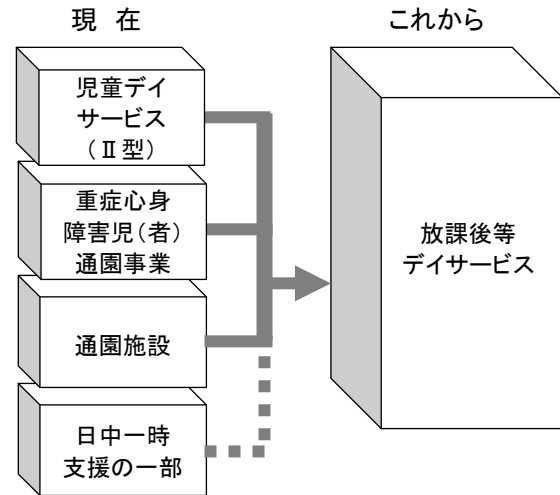 現 在
これから
児童デイ
サービス
（Ⅱ型）
重症心身
障害児（者）
通園事業
通園施設
日中一時
支援の一部
放課後等
デイサービス